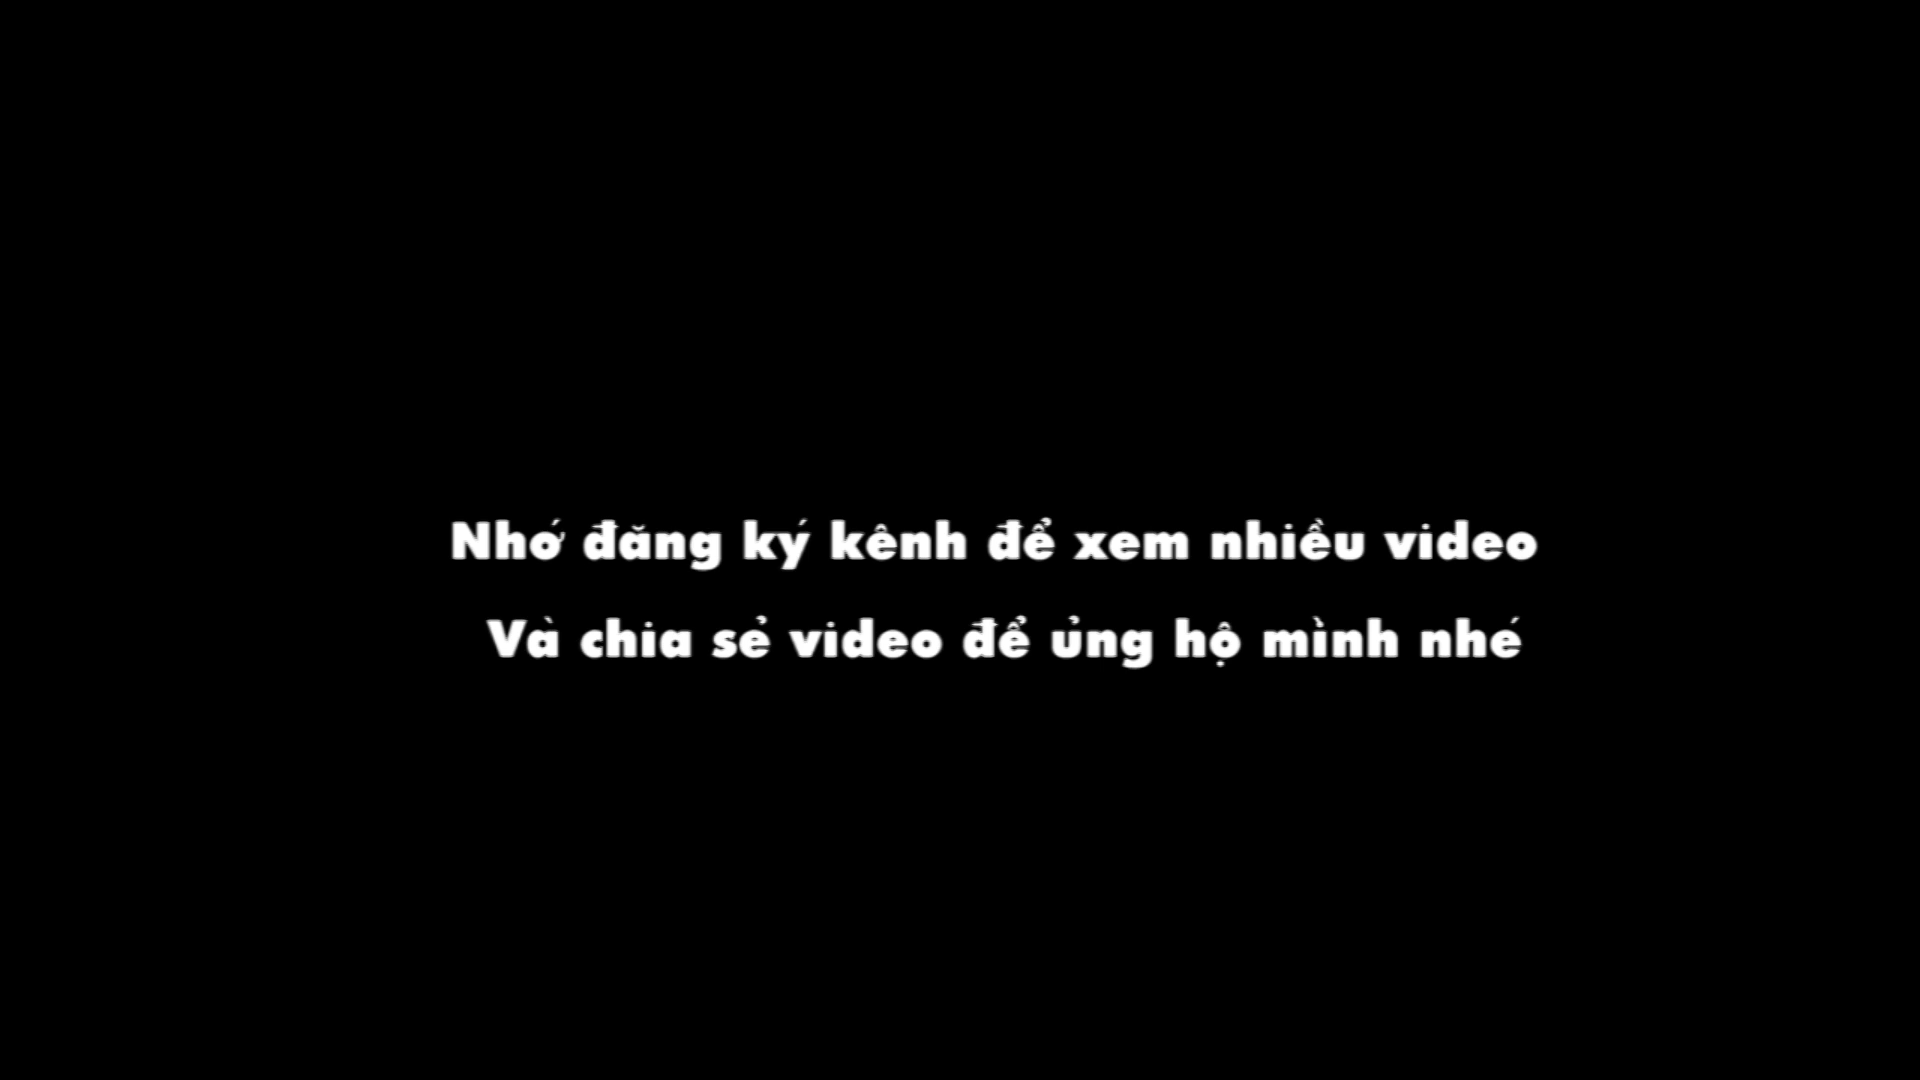 Nhớ đăng ký kênh để xem nhiều video
Và chia sẻ video để ủng hộ mình nhé